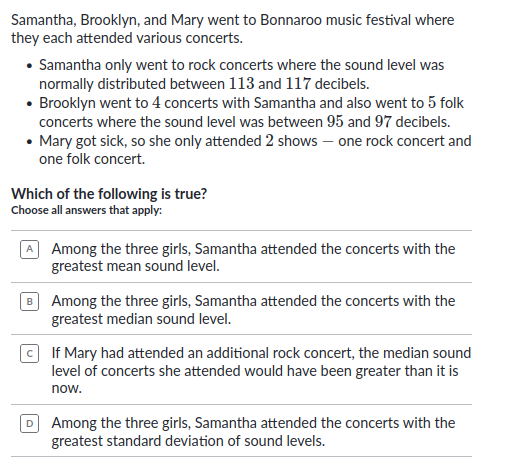 Samantha, Brooklyn, and Mary went to Bonnaroo music festival where
they each attended various concerts.
• Samantha only went to rock concerts where the sound level was
normally distributed between 113 and 117 decibels.
• Brooklyn went to 4 concerts with Samantha and also went to 5 folk
concerts where the sound level was between 95 and 97 decibels.
• Mary got sick, so she only attended 2 shows — one rock concert and
one folk concert.
Which of the following is true?
Choose all answers that apply:
A Among the three girls, Samantha attended the concerts with the
greatest mean sound level.
B Among the three girls, Samantha attended the concerts with the
greatest median sound level.
C If Mary had attended an additional rock concert, the median sound
level of concerts she attended would have been greater than it is
now.
D Among the three girls, Samantha attended the concerts with the
greatest standard deviation of sound levels.